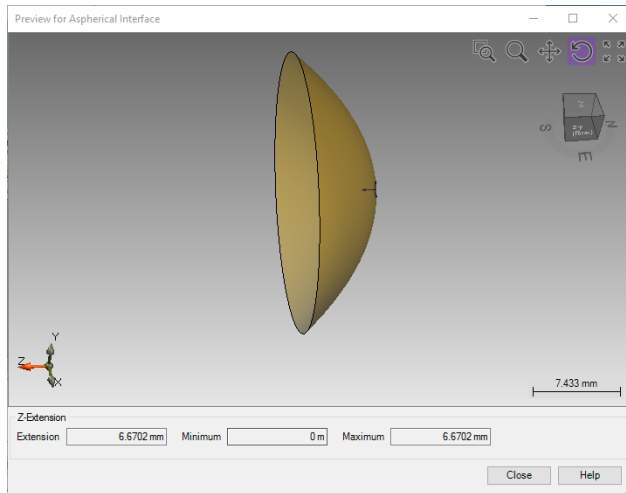 Preview for Aspherical Interface
N
S
Z-Y
E
Y
Z
X
7.433 mm
Z-Extension
Extension 6.6702 mm Minimum 0 m Maximum 6.6702 mm
Close Help